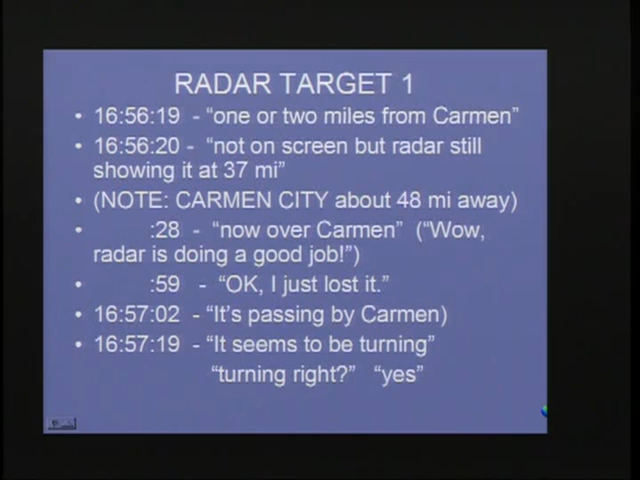 RADAR TARGET 1
• 16:56:19 - “one or two miles from Carmen”
• 16:56:20 - “not on screen but radar still
showing it at 37 mi”
• (NOTE: CARMEN CITY about 48 mi away)
• :28 - “now over Carmen” (“Wow,
radar is doing a good job!”)
• :59 - “OK, I just lost it.”
• 16:57:02 - “It’s passing by Carmen)
• 16:57:19 - “It seems to be turning”
“turning right?” “yes”